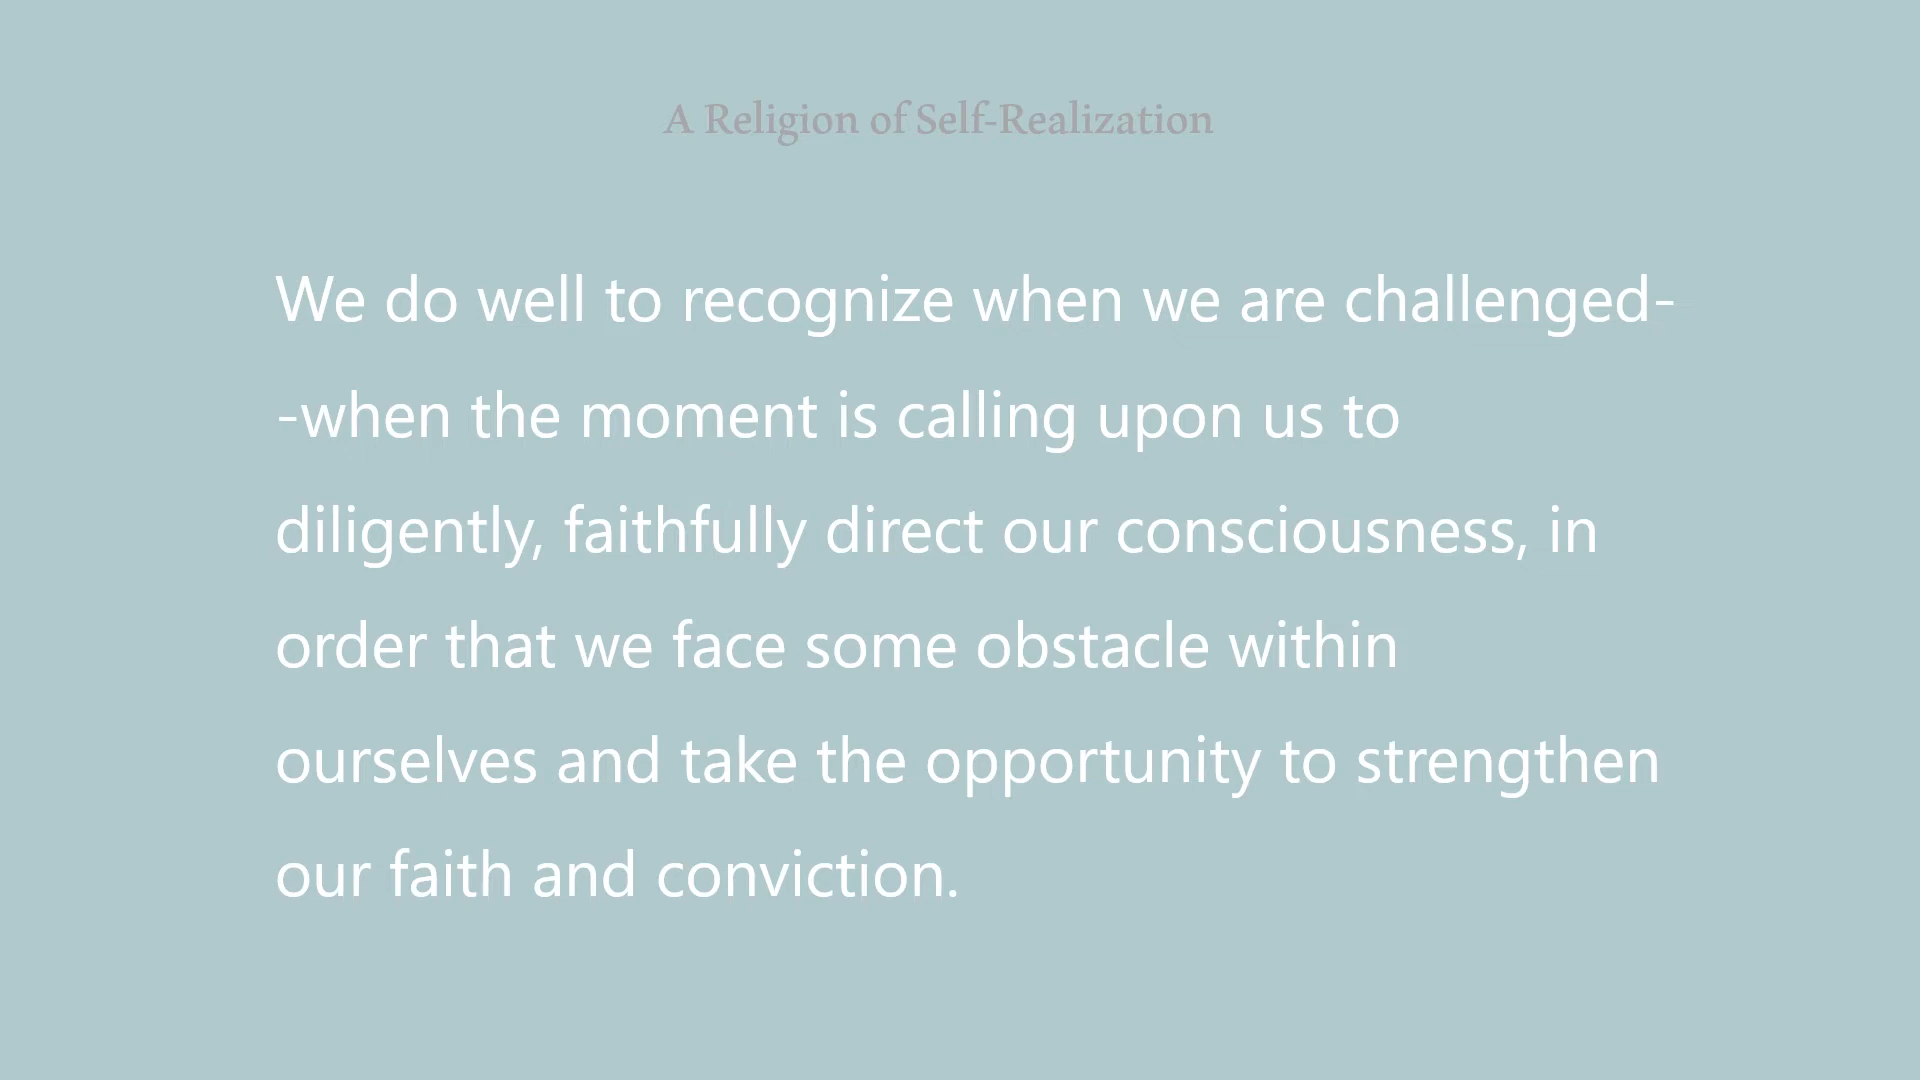 A Religion of Self-Realization
We do well to recognize when we are challenged-
-when the moment is calling upon us to
diligently, faithfully direct our consciousness, in
order that we face some obstacle within
ourselves and take the opportunity to strengthen
our faith and conviction.